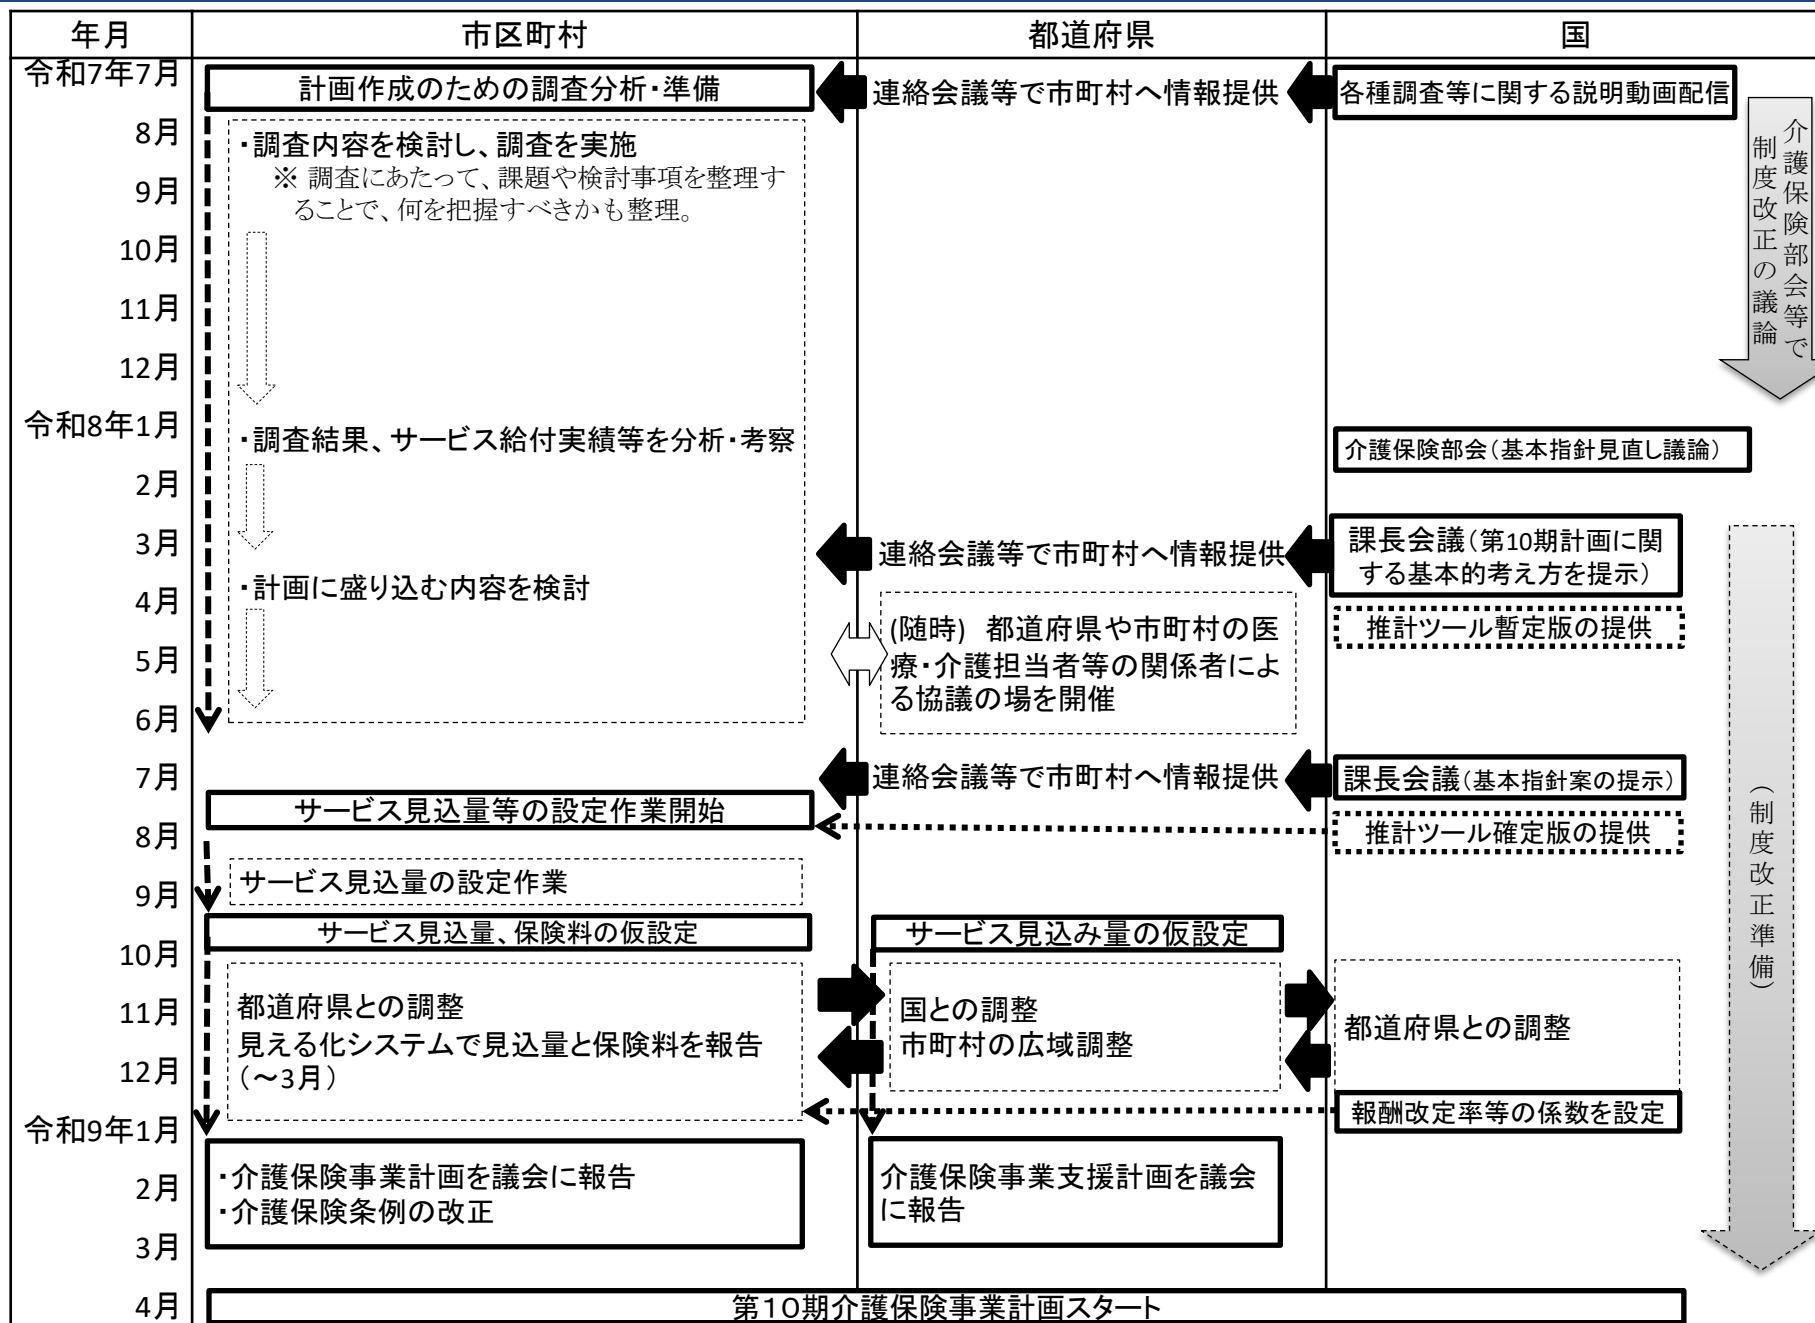 年月
市区町村
都道府県
国
令和7年7月
計画作成のための調査分析・準備
連絡会議等で市町村へ情報提供
各種調査等に関する説明動画配信
8月
・調査内容を検討し、調査を実施
※ 調査にあたって、課題や検討事項を整理す
ることで、何を把握すべきかも整理。
9月
10月
11月
12月
介護保険部会等で
制度改正の議論
令和8年1月
・調査結果、サービス給付実績等を分析・考察
介護保険部会(基本指針見直し議論)
2月
3月
連絡会議等で市町村へ情報提供
課長会議(第10期計画に関
する基本的考え方を提示)
・計画に盛り込む内容を検討
4月
(随時) 都道府県や市町村の医
療・介護担当者等の関係者によ
る協議の場を開催
推計ツール暫定版の提供
5月
6月
7月
連絡会議等で市町村へ情報提供
課長会議(基本指針案の提示)
サービス見込量等の設定作業開始
8月
推計ツール確定版の提供
(制度改正準備)
サービス見込量の設定作業
9月
サービス見込量、保険料の仮設定
サービス見込み量の仮設定
10月
11月
都道府県との調整
見える化システムで見込量と保険料を報告
(～3月)
国との調整
市町村の広域調整
都道府県との調整
12月
報酬改定率等の係数を設定
令和9年1月
・介護保険事業計画を議会に報告
・介護保険条例の改正
介護保険事業支援計画を議会
に報告
2月
3月
4月
第10期介護保険事業計画スタート